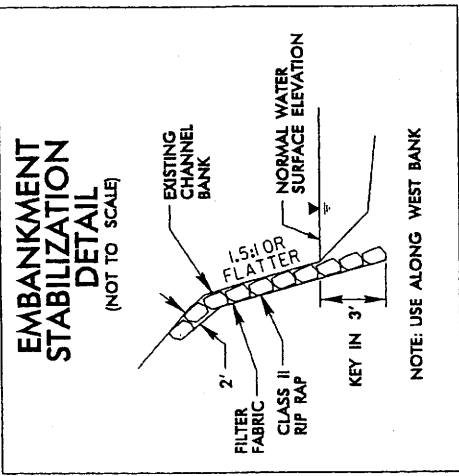 EMBANKMENT
STABILIZATION
DETAIL
(NOT TO SCALE)
EXISTING
CHANNEL
BANK
NORMAL WATER
SURFACE ELEVATION
1.5:1 OR
FLATTER
2'
FILTER
FABRIC
CLASS II
RIP RAP
KEY IN 3'
NOTE: USE ALONG WEST BANK